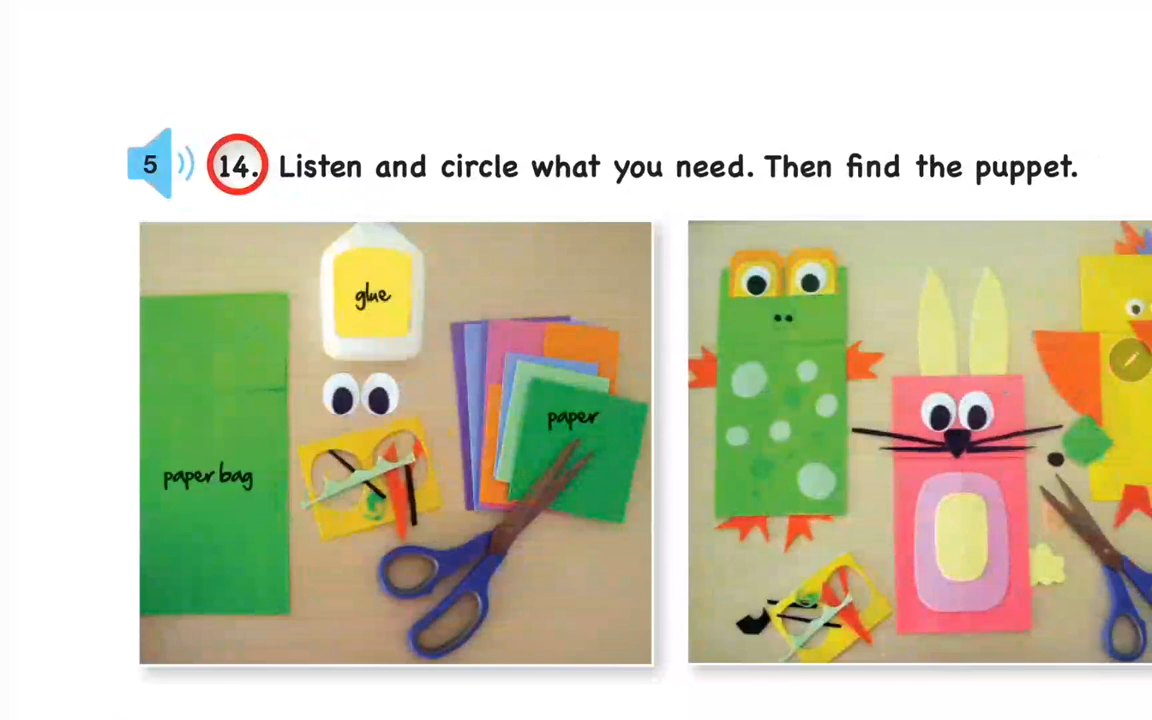 5 14. Listen and circle what you need. Then find the puppet.
glue
paper
paper bag